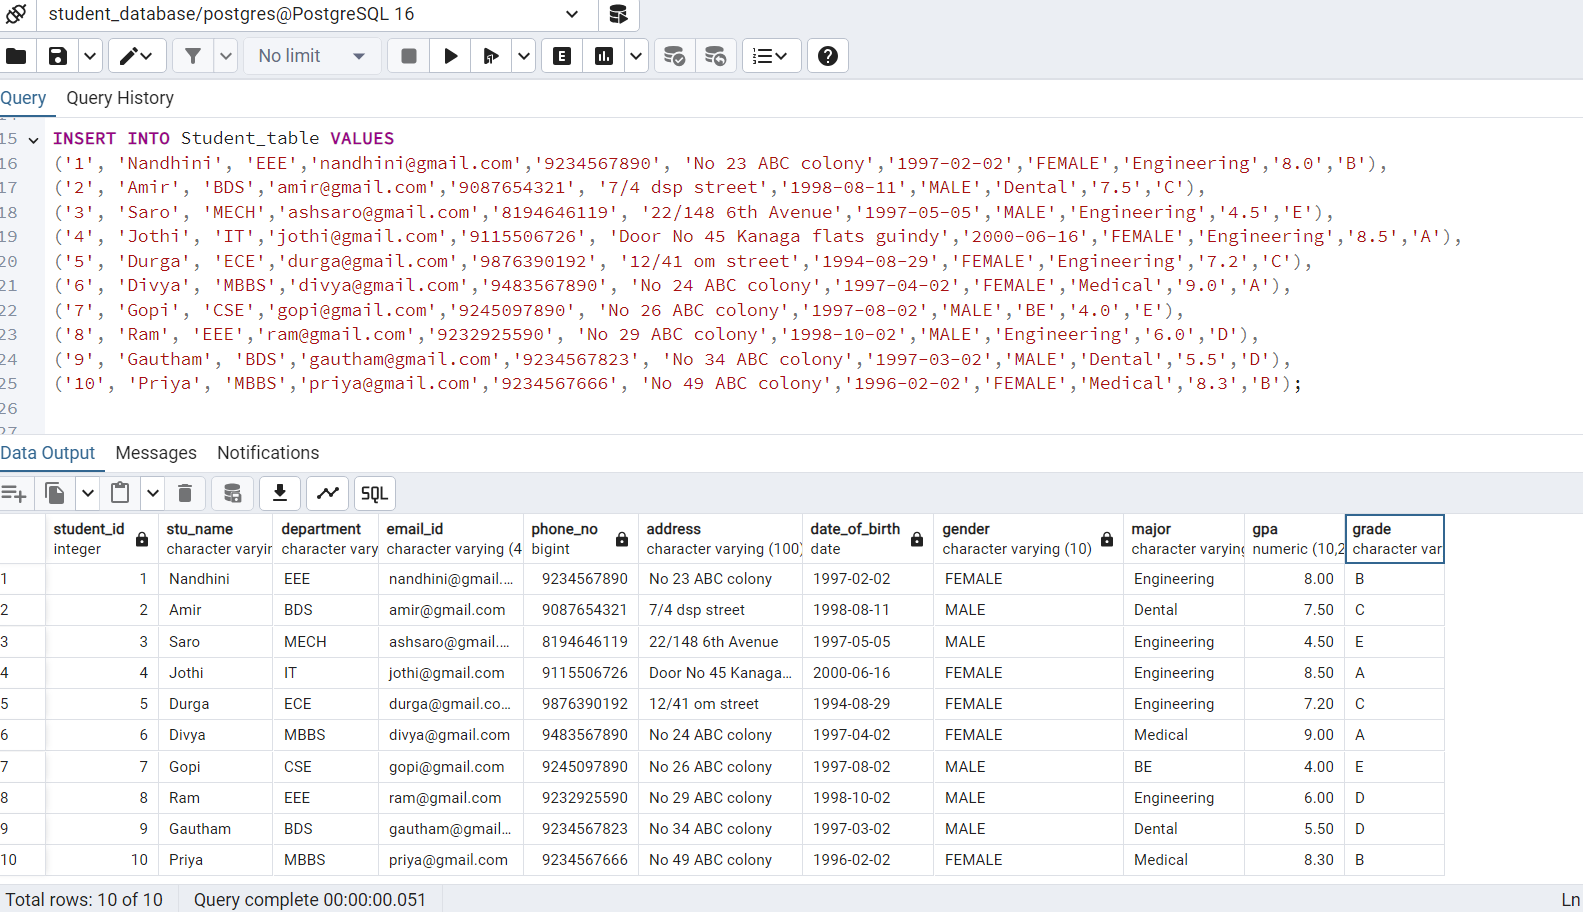 student_database/postgres@PostgreSQL 16
No limit
E
Query Query History
15 INSERT INTO Student_table VALUES
16 ('1', 'Nandhini', 'EEE','nandhini@gmail.com','9234567890', 'No 23 ABC colony','1997-02-02','FEMALE','Engineering','8.0','B'),
17 ('2', 'Amir', 'BDS','amir@gmail.com','9087654321', '7/4 dsp street','1998-08-11','MALE','Dental','7.5','C'),
18 ('3', 'Saro', 'MECH','ashsaro@gmail.com','8194646119', '22/148 6th Avenue','1997-05-05','MALE','Engineering','4.5','E'),
19 ('4', 'Jothi', 'IT','jothi@gmail.com','9115506726', 'Door No 45 Kanaga flats guindy','2000-06-16','FEMALE','Engineering','8.5','A'),
20 ('5', 'Durga', 'ECE','durga@gmail.com','9876390192', '12/41 om street','1994-08-29','FEMALE','Engineering','7.2','C'),
21 ('6', 'Divya', 'MBBS','divya@gmail.com','9483567890', 'No 24 ABC colony','1997-04-02','FEMALE','Medical','9.0','A'),
22 ('7', 'Gopi', 'CSE','gopi@gmail.com','9245097890', 'No 26 ABC colony','1997-08-02','MALE','BE','4.0','E'),
23 ('8', 'Ram', 'EEE','ram@gmail.com','9232925590', 'No 29 ABC colony','1998-10-02','MALE','Engineering','6.0','D'),
24 ('9', 'Gautham', 'BDS','gautham@gmail.com','9234567823', 'No 34 ABC colony','1997-03-02','MALE','Dental','5.5','D'),
25 ('10', 'Priya', 'MBBS','priya@gmail.com','9234567666', 'No 49 ABC colony','1996-02-02','FEMALE','Medical','8.3','B');
26
27
Data Output Messages Notifications
SQL
student_id stu_name department email_id phone_no address date_of_birth gender major gpa grade
integer character varyin character vary character varying (4 bigint character varying (100) date character varying (10) character varying numeric (10,2 character var
1 1 Nandhini EEE nandhini@gmail.... 9234567890 No 23 ABC colony 1997-02-02 FEMALE Engineering 8.00 B
2 2 Amir BDS amir@gmail.com 9087654321 7/4 dsp street 1998-08-11 MALE Dental 7.50 C
3 3 Saro MECH ashsaro@gmail.... 8194646119 22/148 6th Avenue 1997-05-05 MALE Engineering 4.50 E
4 4 Jothi IT jothi@gmail.com 9115506726 Door No 45 Kanaga... 2000-06-16 FEMALE Engineering 8.50 A
5 5 Durga ECE durga@gmail.co... 9876390192 12/41 om street 1994-08-29 FEMALE Engineering 7.20 C
6 6 Divya MBBS divya@gmail.com 9483567890 No 24 ABC colony 1997-04-02 FEMALE Medical 9.00 A
7 7 Gopi CSE gopi@gmail.com 9245097890 No 26 ABC colony 1997-08-02 MALE BE 4.00 E
8 8 Ram EEE ram@gmail.com 9232925590 No 29 ABC colony 1998-10-02 MALE Engineering 6.00 D
9 9 Gautham BDS gautham@gmail... 9234567823 No 34 ABC colony 1997-03-02 MALE Dental 5.50 D
10 10 Priya MBBS priya@gmail.com 9234567666 No 49 ABC colony 1996-02-02 FEMALE Medical 8.30 B
Total rows: 10 of 10 Query complete 00:00:00.051 Ln